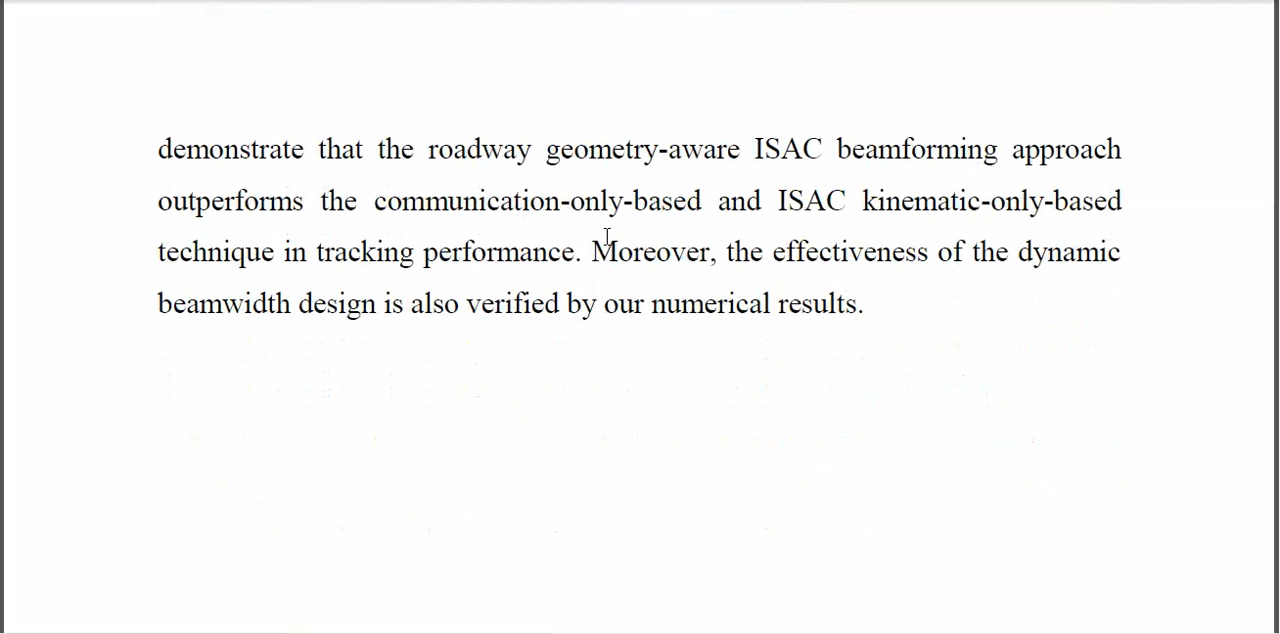 demonstrate that the roadway geometry-aware ISAC beamforming approach
outperforms the communication-only-based and ISAC kinematic-only-based
technique in tracking performance. Moreover, the effectiveness of the dynamic
beamwidth design is also verified by our numerical results.